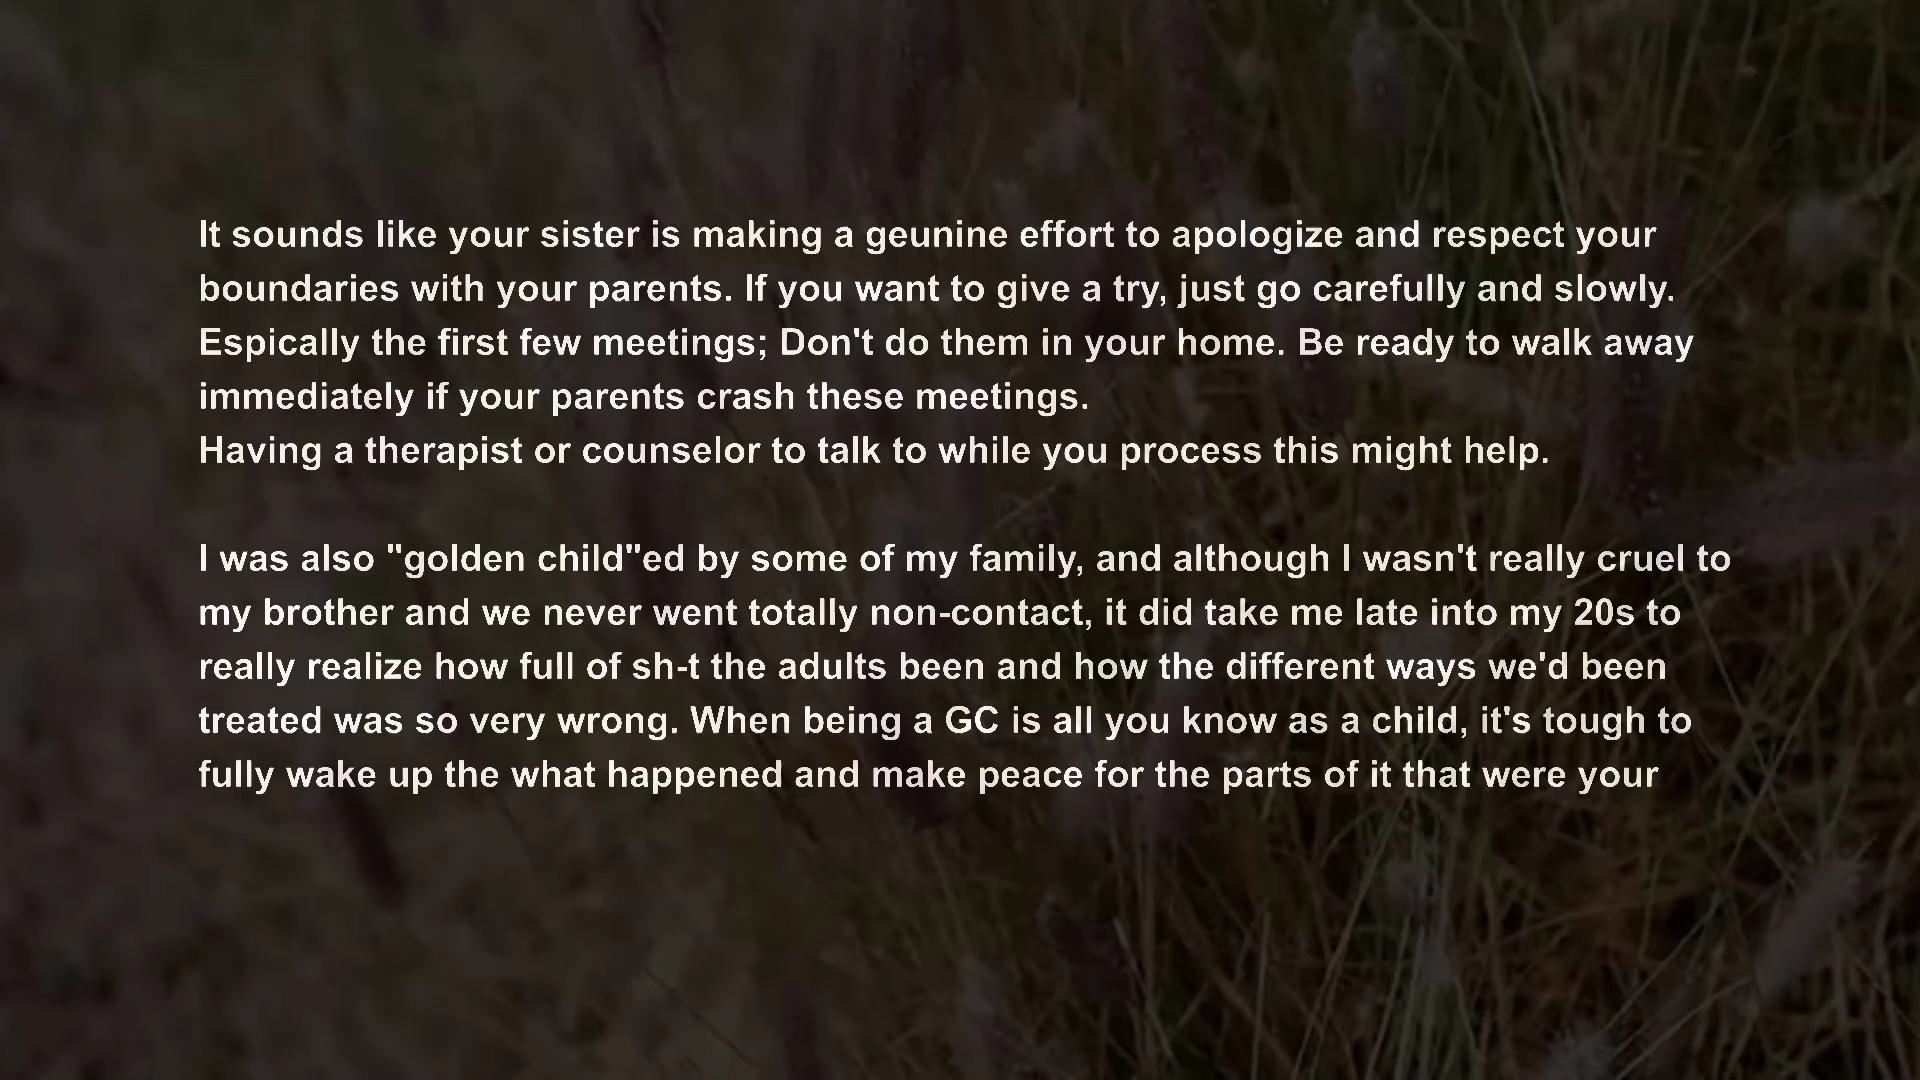 It sounds like your sister is making a geunine effort to apologize and respect your
boundaries with your parents. If you want to give a try, just go carefully and slowly.
Espically the first few meetings; Don't do them in your home. Be ready to walk away
immediately if your parents crash these meetings.
Having a therapist or counselor to talk to while you process this might help.

I was also "golden child"ed by some of my family, and although I wasn't really cruel to
my brother and we never went totally non-contact, it did take me late into my 20s to
really realize how full of sh-t the adults been and how the different ways we'd been
treated was so very wrong. When being a GC is all you know as a child, it's tough to
fully wake up the what happened and make peace for the parts of it that were your